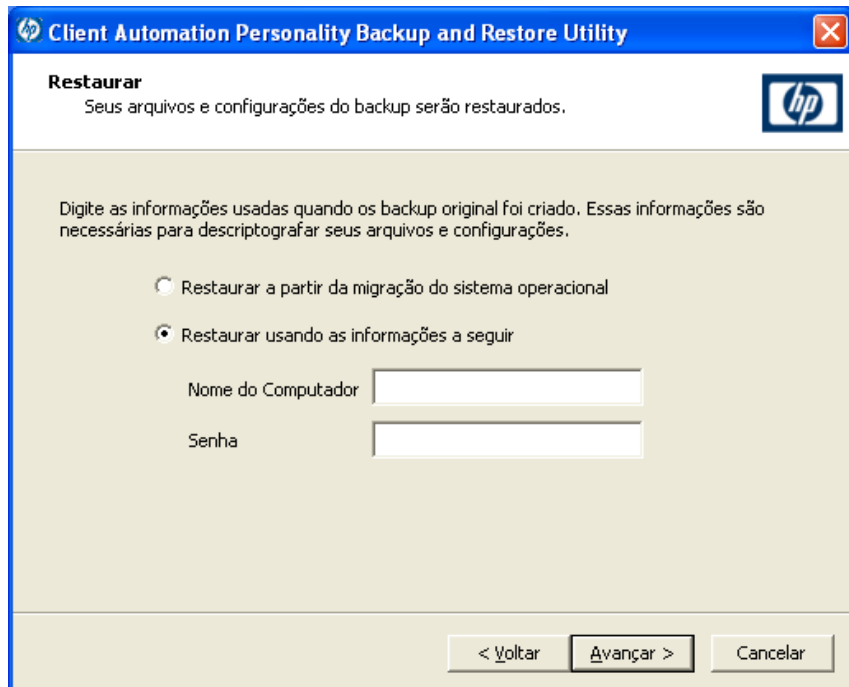 Client Automation Personality Backup and Restore Utility
Restaurar
Seus arquivos e configurações do backup serão restaurados.
Digite as informações usadas quando os backup original foi criado. Essas informações são
necessárias para descriptografar seus arquivos e configurações.
Restaurar a partir da migração do sistema operacional
Restaurar usando as informações a seguir
Nome do Computador
Senha
< Voltar Avançar > Cancelar